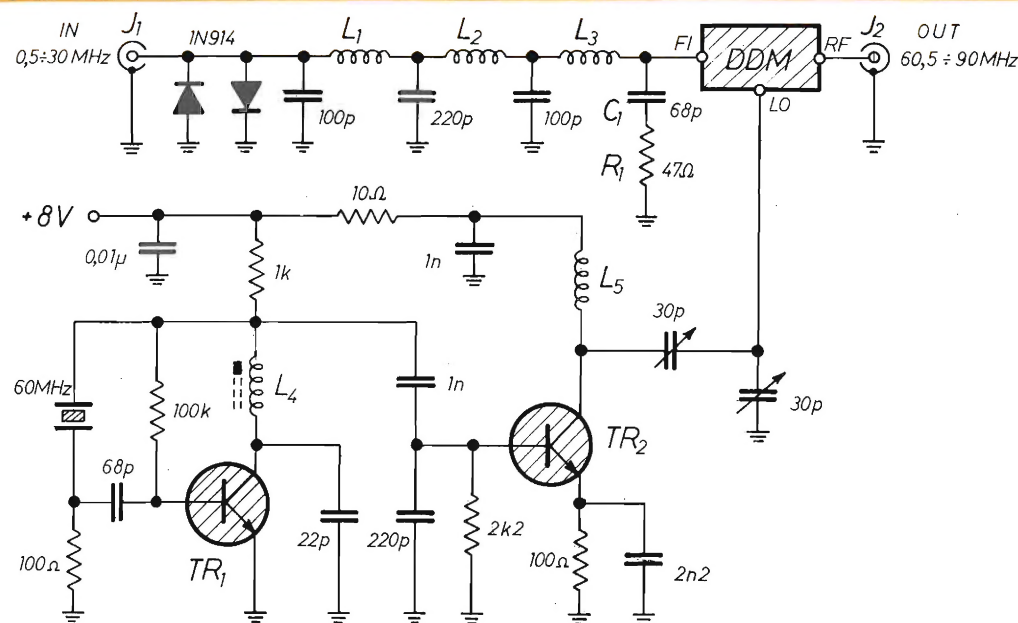 IN
0,5÷30 MHz
J1
1N914
L1
L2
L3
FI
DDM
RF
LO
J2
OUT
60,5÷90MHz
100p
220p
100p
C1
68p
R1
47Ω
+8V
10Ω
0,01µ
1k
1n
L5
30p
30p
60MHz
100k
L4
1n
TR2
68p
100Ω
TR1
22p
220p
2k2
100Ω
2n2